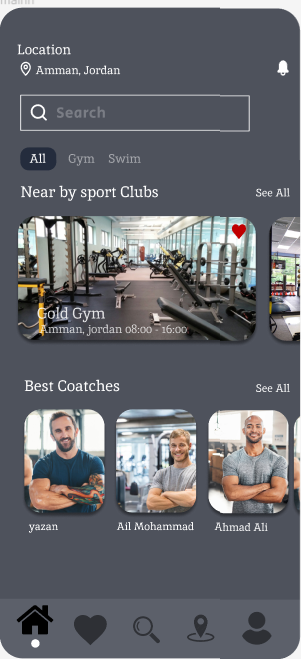 mainn
Location
Amman, Jordan
Search
All Gym Swim
Near by sport Clubs See All
Gold Gym
Amman, jordan 08:00 - 16:00
Best Coatches See All
yazan Ail Mohammad Ahmad Ali